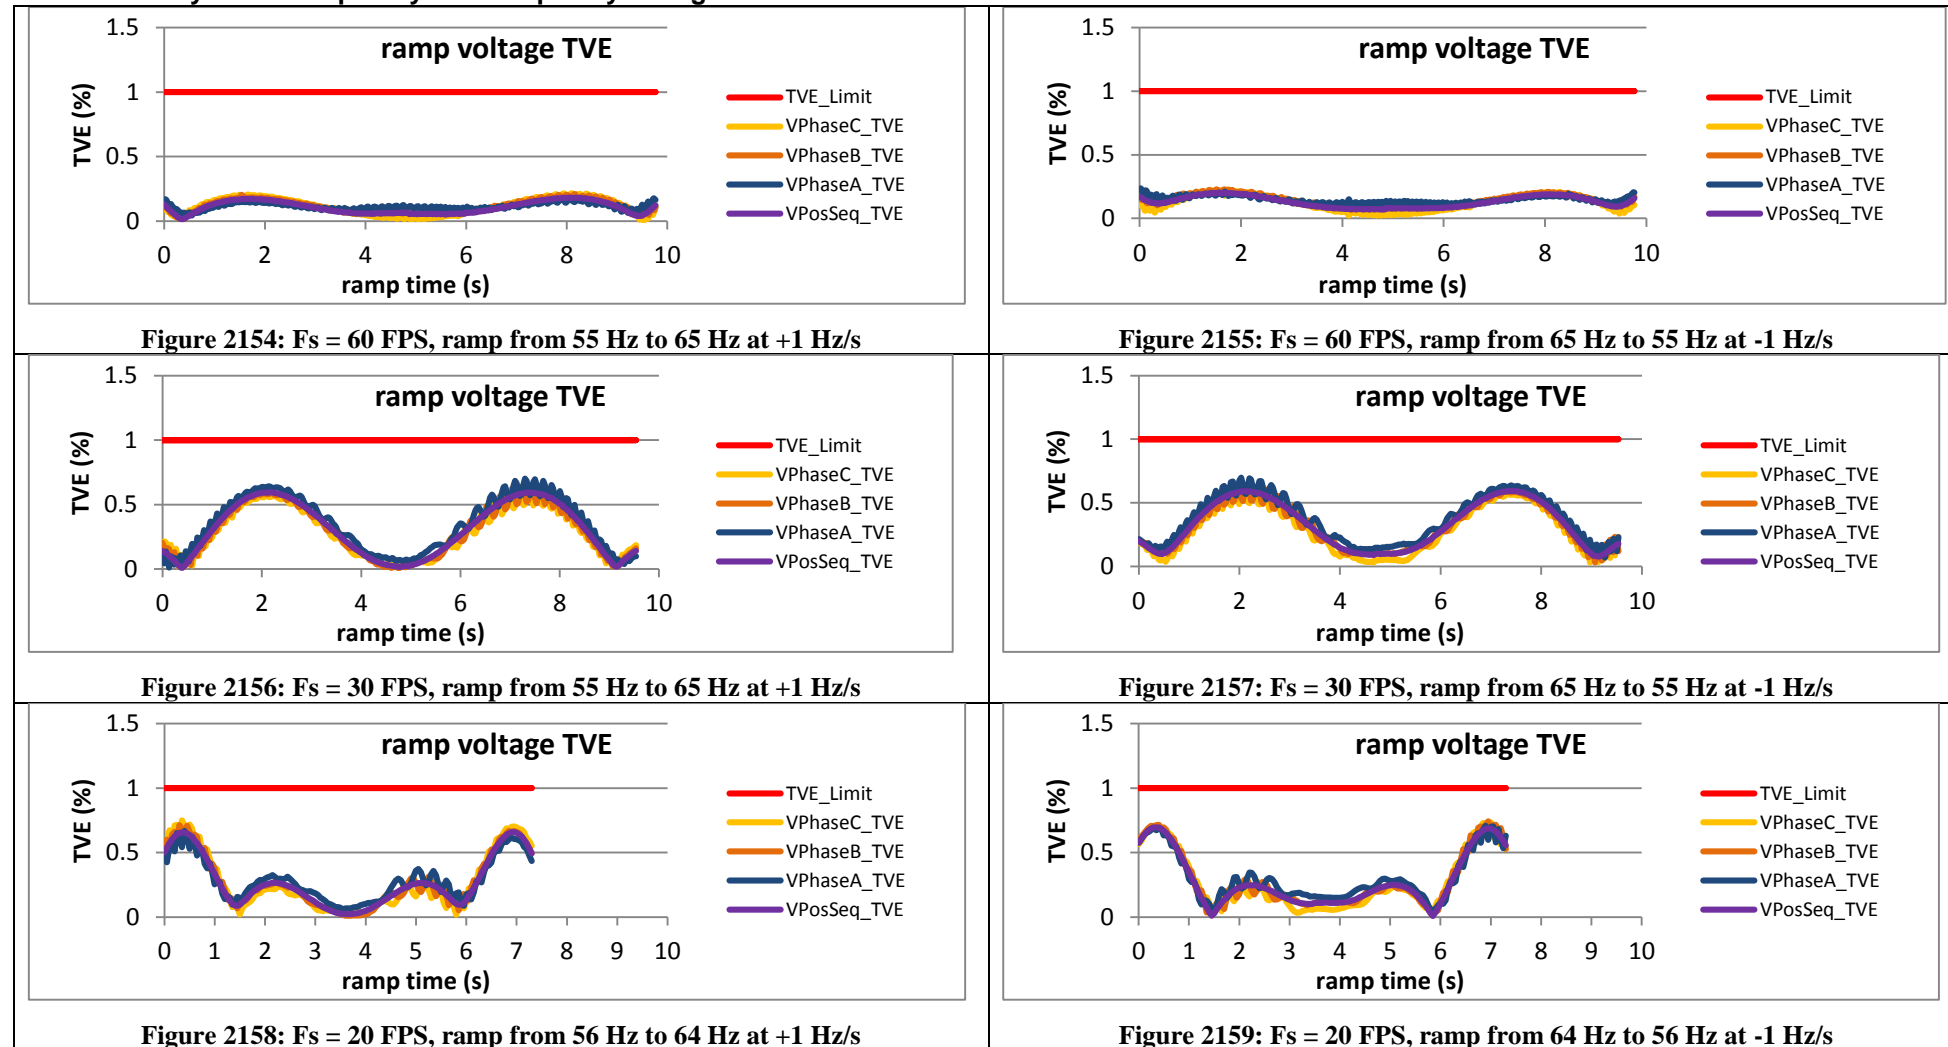 ramp voltage TVE
1.5
1
0.5
0
TVE (%)
0 2 4 6 8 10
ramp time (s)
TVE_Limit
VPhaseC_TVE
VPhaseB_TVE
VPhaseA_TVE
VPosSeq_TVE
Figure 2154: Fs = 60 FPS, ramp from 55 Hz to 65 Hz at +1 Hz/s
ramp voltage TVE
1.5
1
0.5
0
TVE (%)
0 2 4 6 8 10
ramp time (s)
TVE_Limit
VPhaseC_TVE
VPhaseB_TVE
VPhaseA_TVE
VPosSeq_TVE
Figure 2155: Fs = 60 FPS, ramp from 65 Hz to 55 Hz at -1 Hz/s
ramp voltage TVE
1.5
1
0.5
0
TVE (%)
0 2 4 6 8 10
ramp time (s)
TVE_Limit
VPhaseC_TVE
VPhaseB_TVE
VPhaseA_TVE
VPosSeq_TVE
Figure 2156: Fs = 30 FPS, ramp from 55 Hz to 65 Hz at +1 Hz/s
ramp voltage TVE
1.5
1
0.5
0
TVE (%)
0 2 4 6 8 10
ramp time (s)
TVE_Limit
VPhaseC_TVE
VPhaseB_TVE
VPhaseA_TVE
VPosSeq_TVE
Figure 2157: Fs = 30 FPS, ramp from 65 Hz to 55 Hz at -1 Hz/s
ramp voltage TVE
1.5
1
0.5
0
TVE (%)
0 1 2 3 4 5 6 7 8 9 10
ramp time (s)
TVE_Limit
VPhaseC_TVE
VPhaseB_TVE
VPhaseA_TVE
VPosSeq_TVE
Figure 2158: Fs = 20 FPS, ramp from 56 Hz to 64 Hz at +1 Hz/s
ramp voltage TVE
1.5
1
0.5
0
TVE (%)
0 1 2 3 4 5 6 7 8 9 10
ramp time (s)
TVE_Limit
VPhaseC_TVE
VPhaseB_TVE
VPhaseA_TVE
VPosSeq_TVE
Figure 2159: Fs = 20 FPS, ramp from 64 Hz to 56 Hz at -1 Hz/s